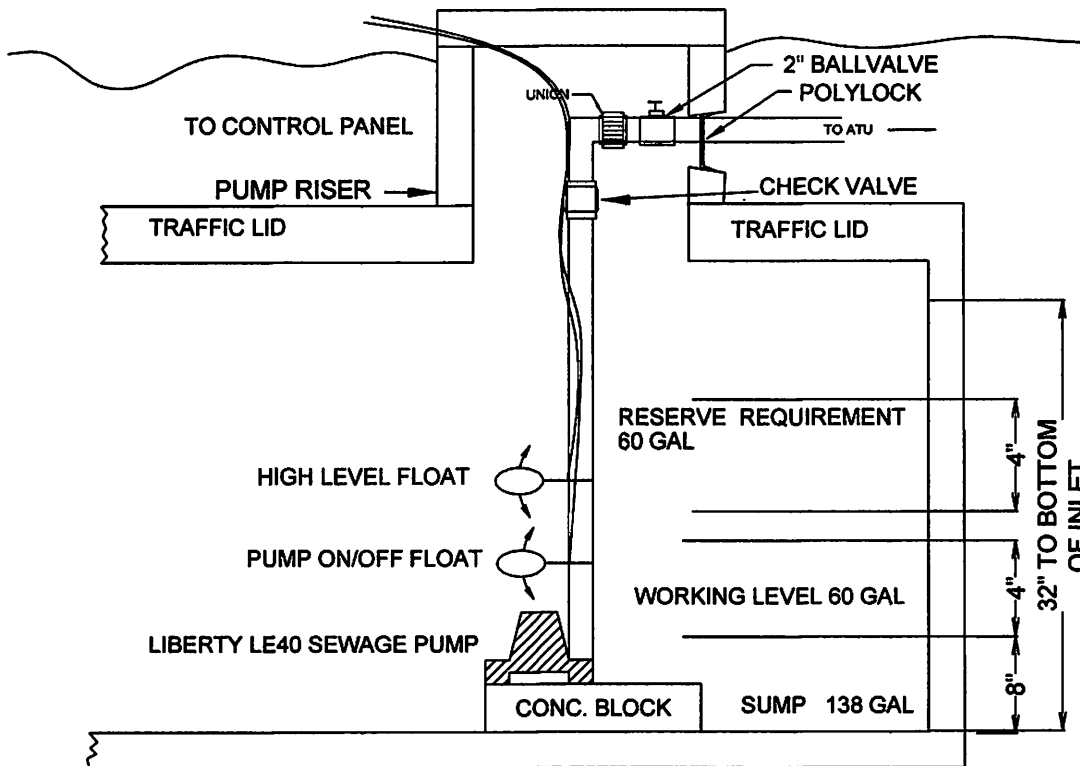 2" BALLVALVE
UNION
POLYLOCK
TO CONTROL PANEL
TO ATU
PUMP RISER
CHECK VALVE
TRAFFIC LID
TRAFFIC LID
RESERVE REQUIREMENT
60 GAL
4"
HIGH LEVEL FLOAT
32" TO BOTTOM
OF INLET
PUMP ON/OFF FLOAT
4"
WORKING LEVEL 60 GAL
LIBERTY LE40 SEWAGE PUMP
8"
CONC. BLOCK
SUMP 138 GAL